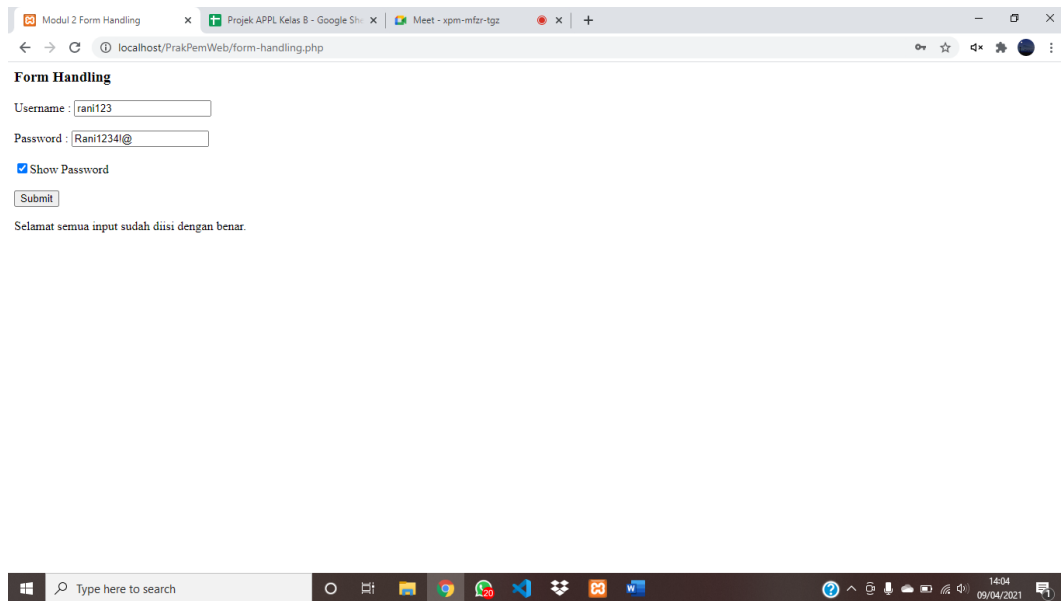 Modul 2 Form Handling
Projek APPL Kelas B - Google She
Meet - xpm-mfzr-tgz
localhost/PrakPemWeb/form-handling.php
Form Handling
Username : rani123
Password : Rani1234!@
Show Password
Submit
Selamat semua input sudah diisi dengan benar.
Type here to search
20
14:04
09/04/2021
1